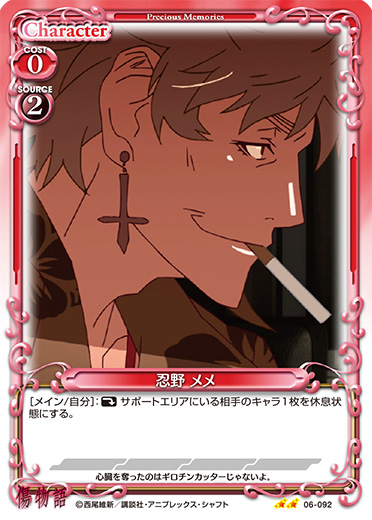 Precious Memories
Character
COST
0
SOURCE
2
忍野 メメ
[メイン/自分]：サポートエリアにいる相手のキャラ1枚を休息状
態にする。
心臓を奪ったのはギロチンカッターじゃないよ。
傷物語
©西尾維新／講談社・アニプレックス・シャフト
06-092